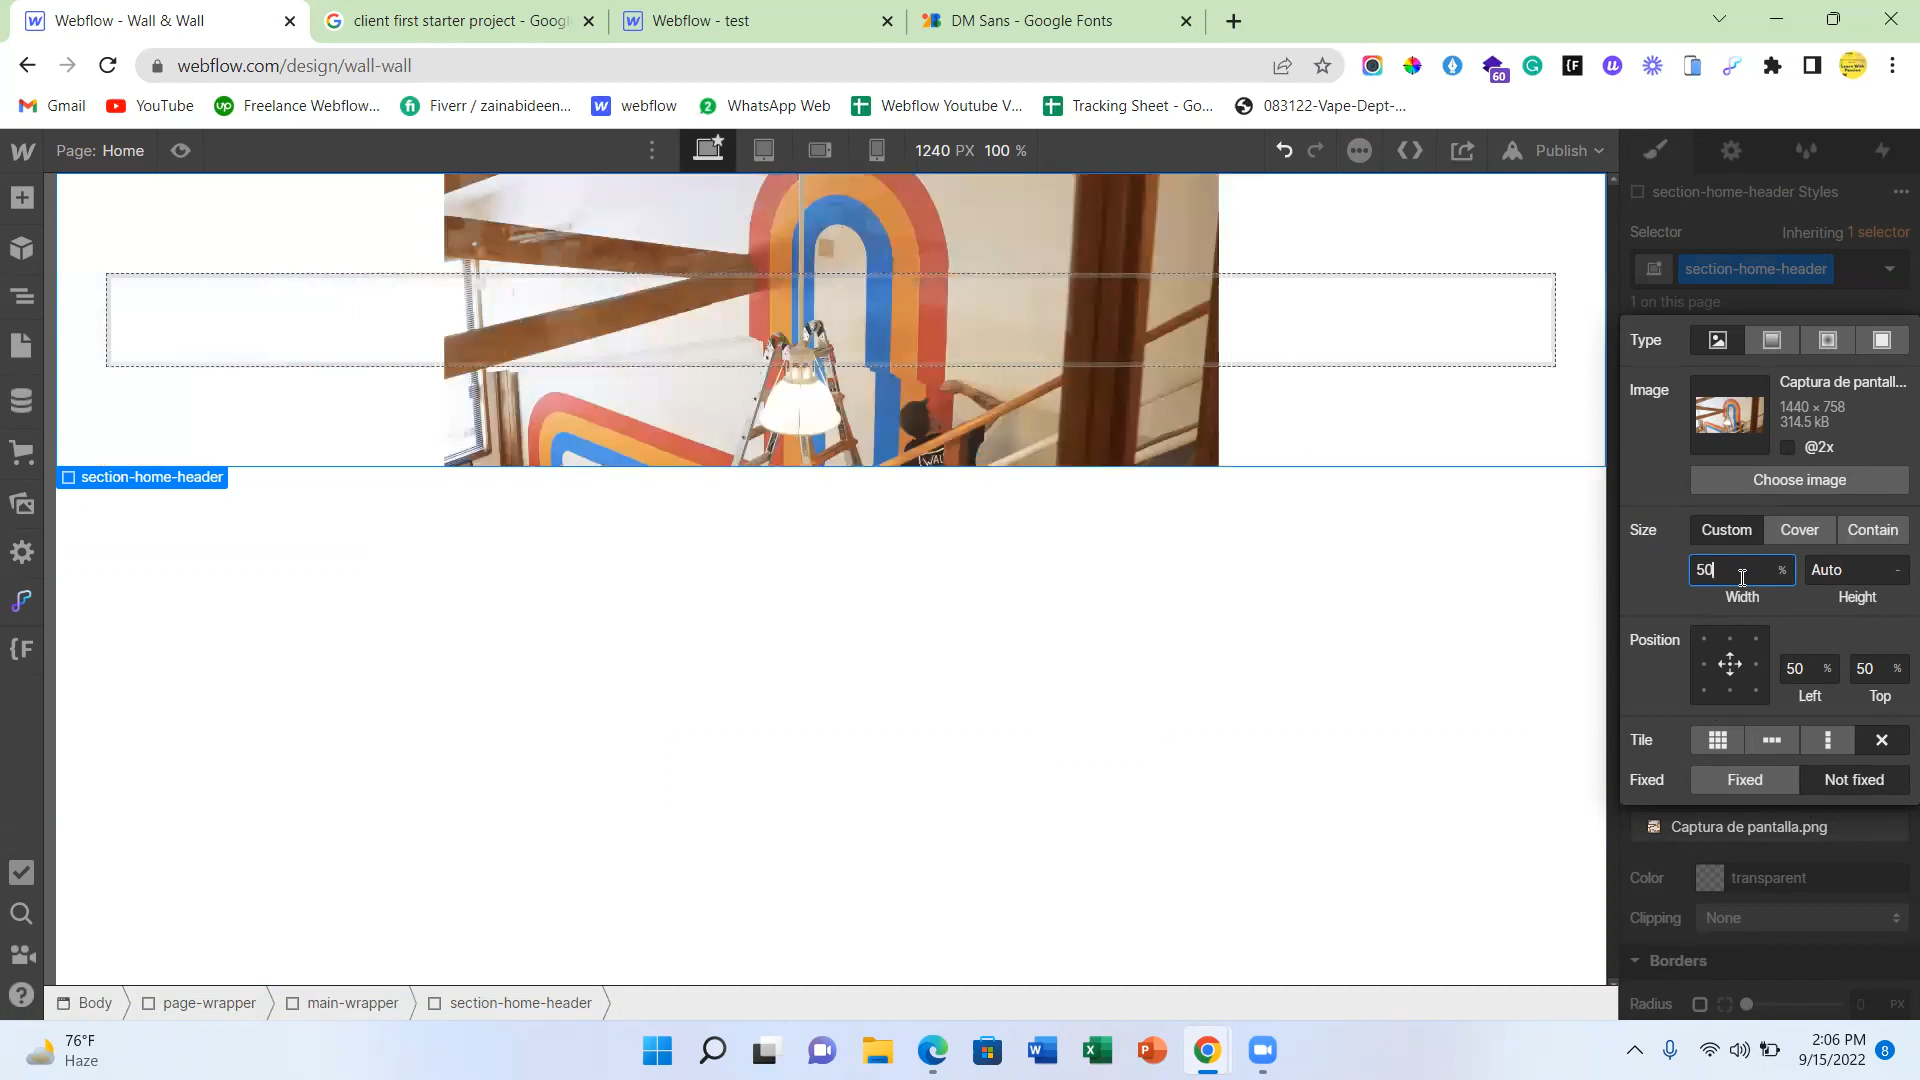 Webflow - Wall & Wall
client first starter project - Goog
Webflow - test
DM Sans - Google Fonts
webflow.com/design/wall-wall
60
Gmail
YouTube
Freelance Webflow...
Fiverr / zainabideen...
webflow
WhatsApp Web
Webflow Youtube V...
Tracking Sheet - Go...
083122-Vape-Dept-...
Page: Home
1240 PX 100 %
Publish
section-home-header Styles
Selector
Inheriting 1 selector
section-home-header
1 on this page
Type
Image
Captura de pantall...
1440 × 758
314.5 kB
@2x
Choose image
Size
Custom
Cover
Contain
50 %
Auto -
Width
Height
Position
50 %
50 %
Left
Top
Tile
Fixed
Fixed
Not fixed
Captura de pantalla.png
Color
transparent
Clipping
None
Borders
Radius
0 PX
section-home-header
Body
page-wrapper
main-wrapper
section-home-header
76°F
Haze
2:06 PM
9/15/2022
8